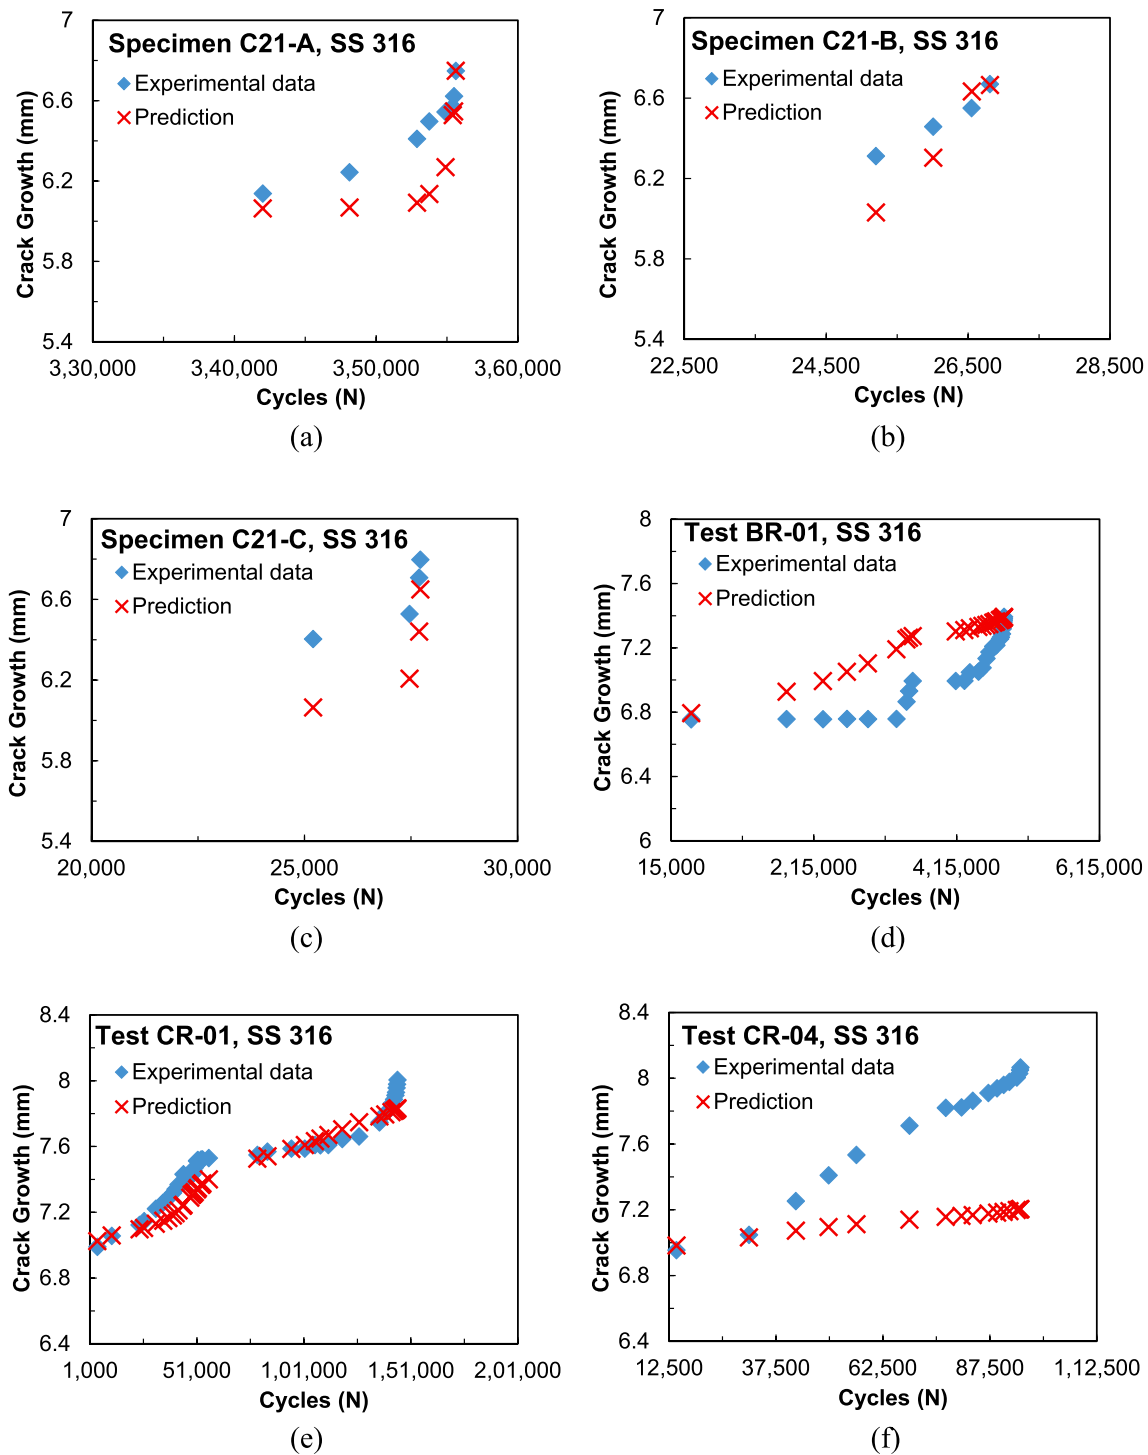 Specimen C21-A, SS 316
Experimental data
Prediction
Crack Growth (mm)
7
6.6
6.2
5.8
5.4
3,30,000 3,40,000 3,50,000 3,60,000
Cycles (N)
(a)
Specimen C21-B, SS 316
Experimental data
Prediction
Crack Growth (mm)
7
6.6
6.2
5.8
5.4
22,500 24,500 26,500 28,500
Cycles (N)
(b)
Specimen C21-C, SS 316
Experimental data
Prediction
Crack Growth (mm)
7
6.6
6.2
5.8
5.4
20,000 25,000 30,000
Cycles (N)
(c)
Test BR-01, SS 316
Experimental data
Prediction
Crack Growth (mm)
8
7.6
7.2
6.8
6.4
6
15,000 2,15,000 4,15,000 6,15,000
Cycles (N)
(d)
Test CR-01, SS 316
Experimental data
Prediction
Crack Growth (mm)
8.4
8
7.6
7.2
6.8
6.4
1,000 51,000 1,01,000 1,51,000 2,01,000
Cycles (N)
(e)
Test CR-04, SS 316
Experimental data
Prediction
Crack Growth (mm)
8.4
8
7.6
7.2
6.8
6.4
12,500 37,500 62,500 87,500 1,12,500
Cycles (N)
(f)